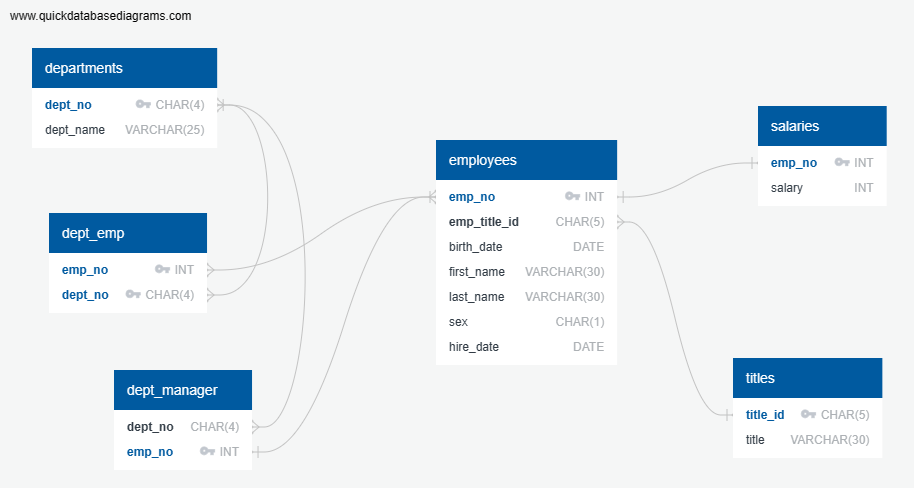 www.quickdatabasediagrams.com
departments
dept_no CHAR(4)
dept_name VARCHAR(25)
dept_emp
emp_no INT
dept_no CHAR(4)
dept_manager
dept_no CHAR(4)
emp_no INT
employees
emp_no INT
emp_title_id CHAR(5)
birth_date DATE
first_name VARCHAR(30)
last_name VARCHAR(30)
sex CHAR(1)
hire_date DATE
salaries
emp_no INT
salary INT
titles
title_id CHAR(5)
title VARCHAR(30)